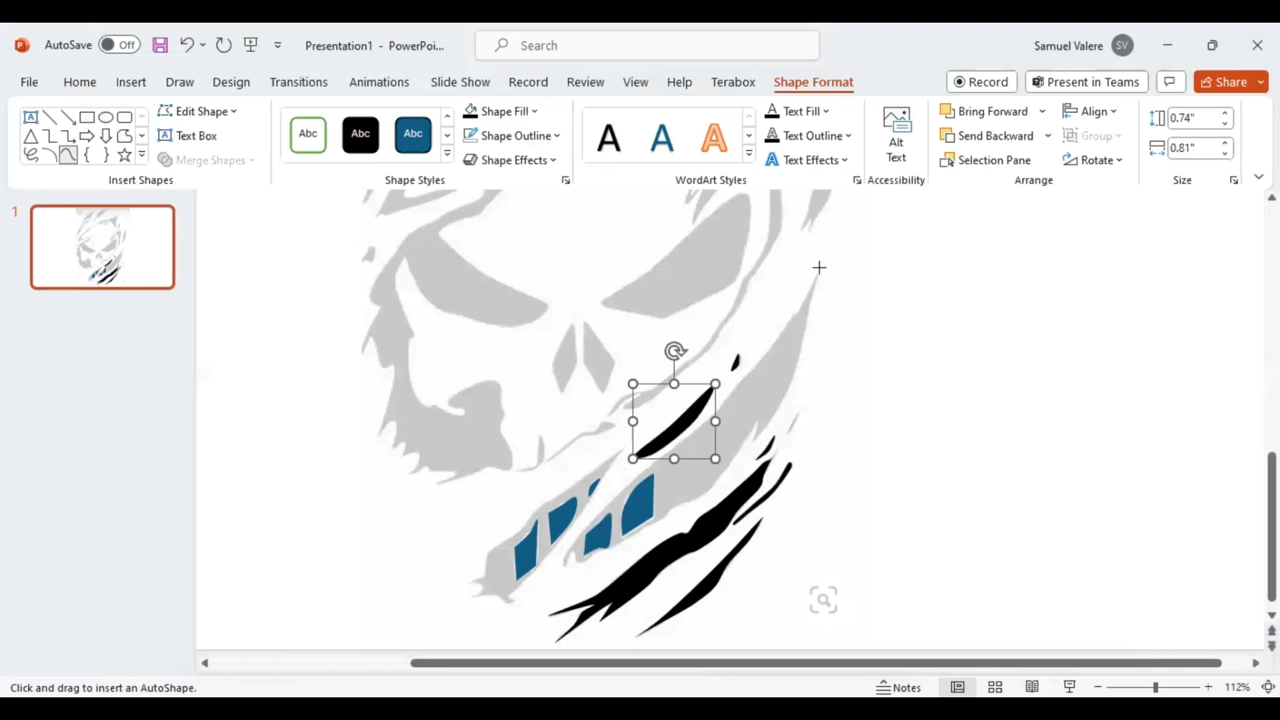 AutoSave Off Presentation1 - PowerPoi... Search Samuel Valere SV
File Home Insert Draw Design Transitions Animations Slide Show Record Review View Help Terabox Shape Format Record Present in Teams Share
Edit Shape
Text Box
Merge Shapes
Insert Shapes
Abc Abc Abc
Shape Fill
Shape Outline
Shape Effects
Shape Styles
A A A
Text Fill
Text Outline
Text Effects
WordArt Styles
Alt
Text
Accessibility
Bring Forward
Send Backward
Selection Pane
Align
Group
Rotate
Arrange
0.74"
0.81"
Size
1
Click and drag to insert an AutoShape. Notes 112%